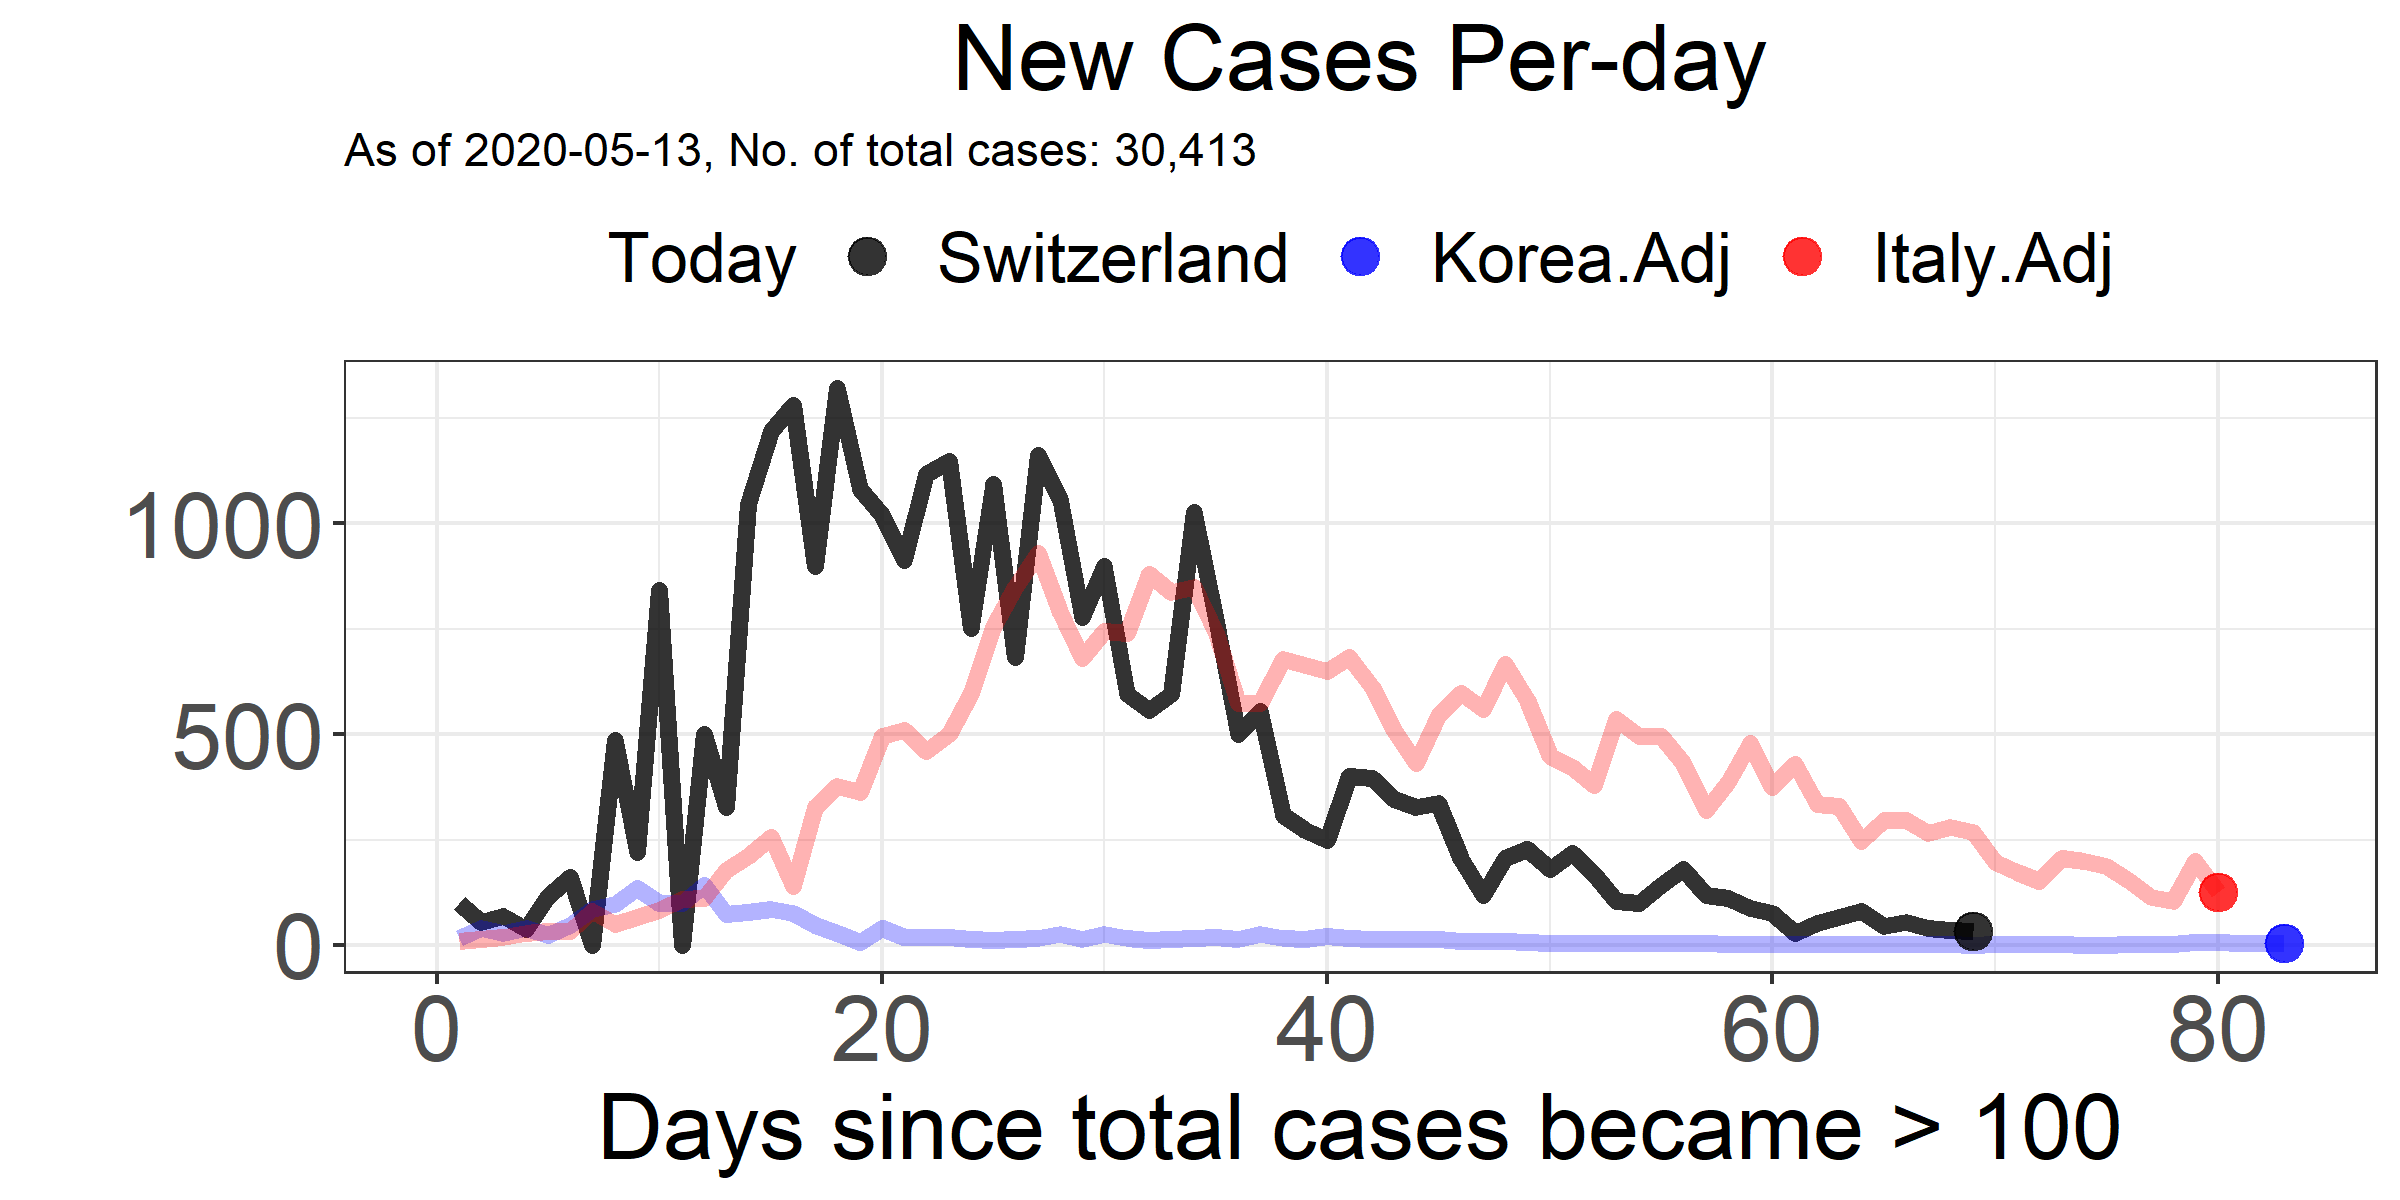 New Cases Per-day
As of 2020-05-13, No. of total cases: 30,413
Today Switzerland Korea.Adj Italy.Adj
1000
500
0
0 20 40 60 80
Days since total cases became > 100